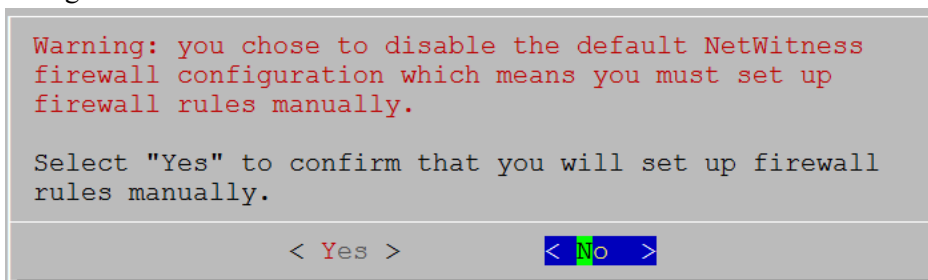 Warning: you chose to disable the default NetWitness
firewall configuration which means you must set up
firewall rules manually.
Select "Yes" to confirm that you will set up firewall
rules manually.
< Yes > < No >